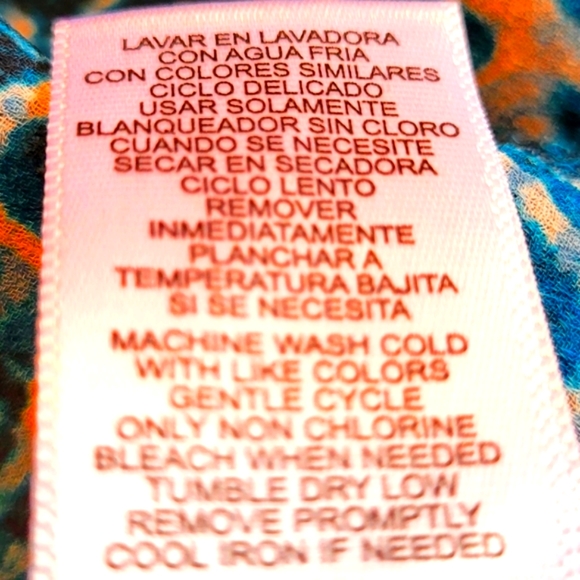 LAVAR EN LAVADORA
CON AGUA FRIA
CON COLORES SIMILARES
CICLO DELICADO
USAR SOLAMENTE
BLANQUEADOR SIN CLORO
CUANDO SE NECESITE
SECAR EN SECADORA
CICLO LENTO
REMOVER
INMEDIATAMENTE
PLANCHAR A
TEMPERATURA BAJITA
SI SE NECESITA
MACHINE WASH COLD
WITH LIKE COLORS
GENTLE CYCLE
ONLY NON CHLORINE
BLEACH WHEN NEEDED
TUMBLE DRY LOW
REMOVE PROMPTLY
COOL IRON IF NEEDED